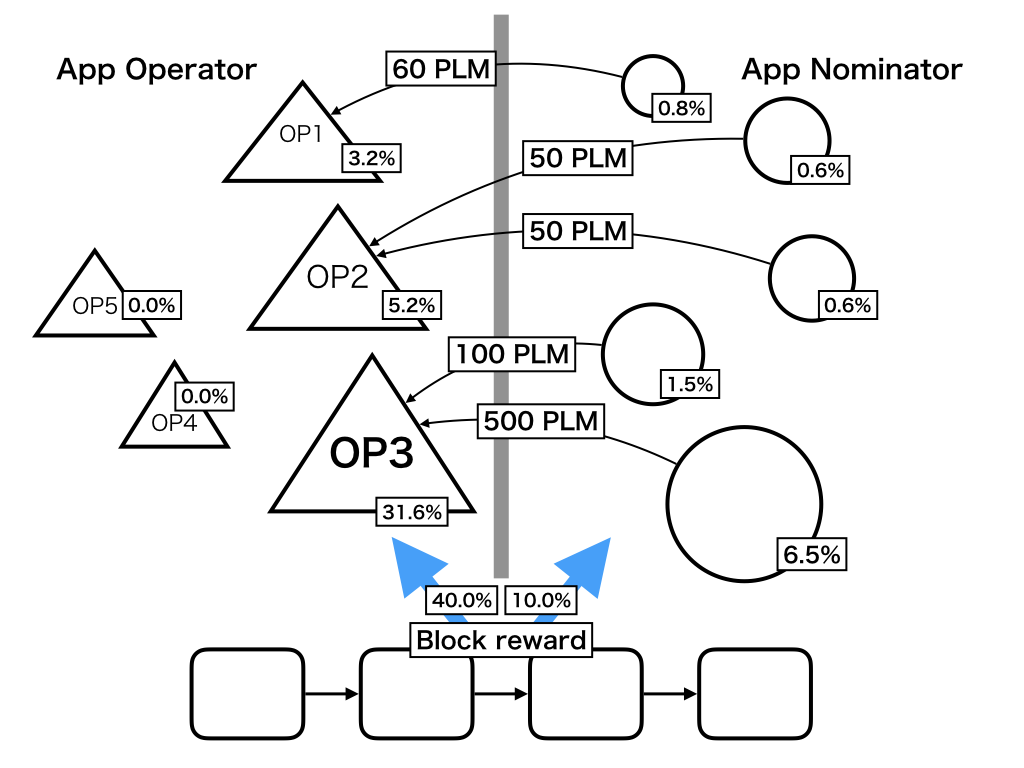 App Operator
App Nominator
60 PLM
0.8%
OP1
3.2%
50 PLM
0.6%
50 PLM
OP2
5.2%
0.6%
OP5
0.0%
100 PLM
1.5%
0.0%
OP4
500 PLM
OP3
31.6%
6.5%
40.0%
10.0%
Block reward